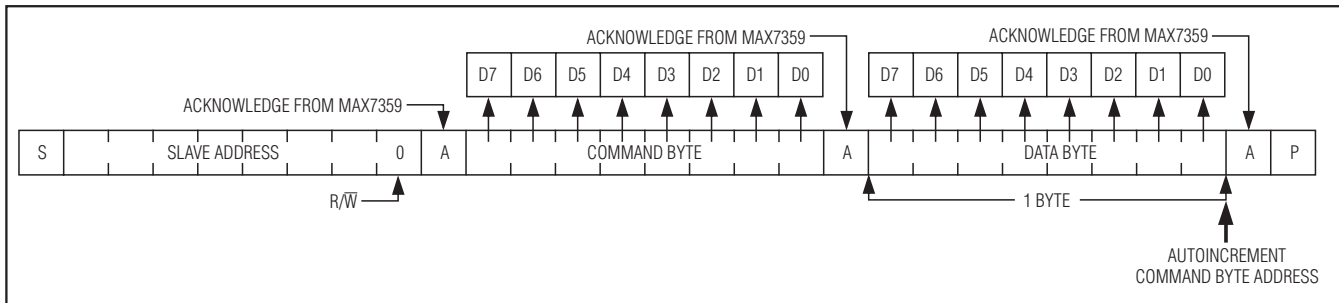 ACKNOWLEDGE FROM MAX7359
ACKNOWLEDGE FROM MAX7359
D7 D6 D5 D4 D3 D2 D1 D0
D7 D6 D5 D4 D3 D2 D1 D0
ACKNOWLEDGE FROM MAX7359
S SLAVE ADDRESS 0 A COMMAND BYTE A DATA BYTE A P
R/W̅
1 BYTE
AUTOINCREMENT
COMMAND BYTE ADDRESS